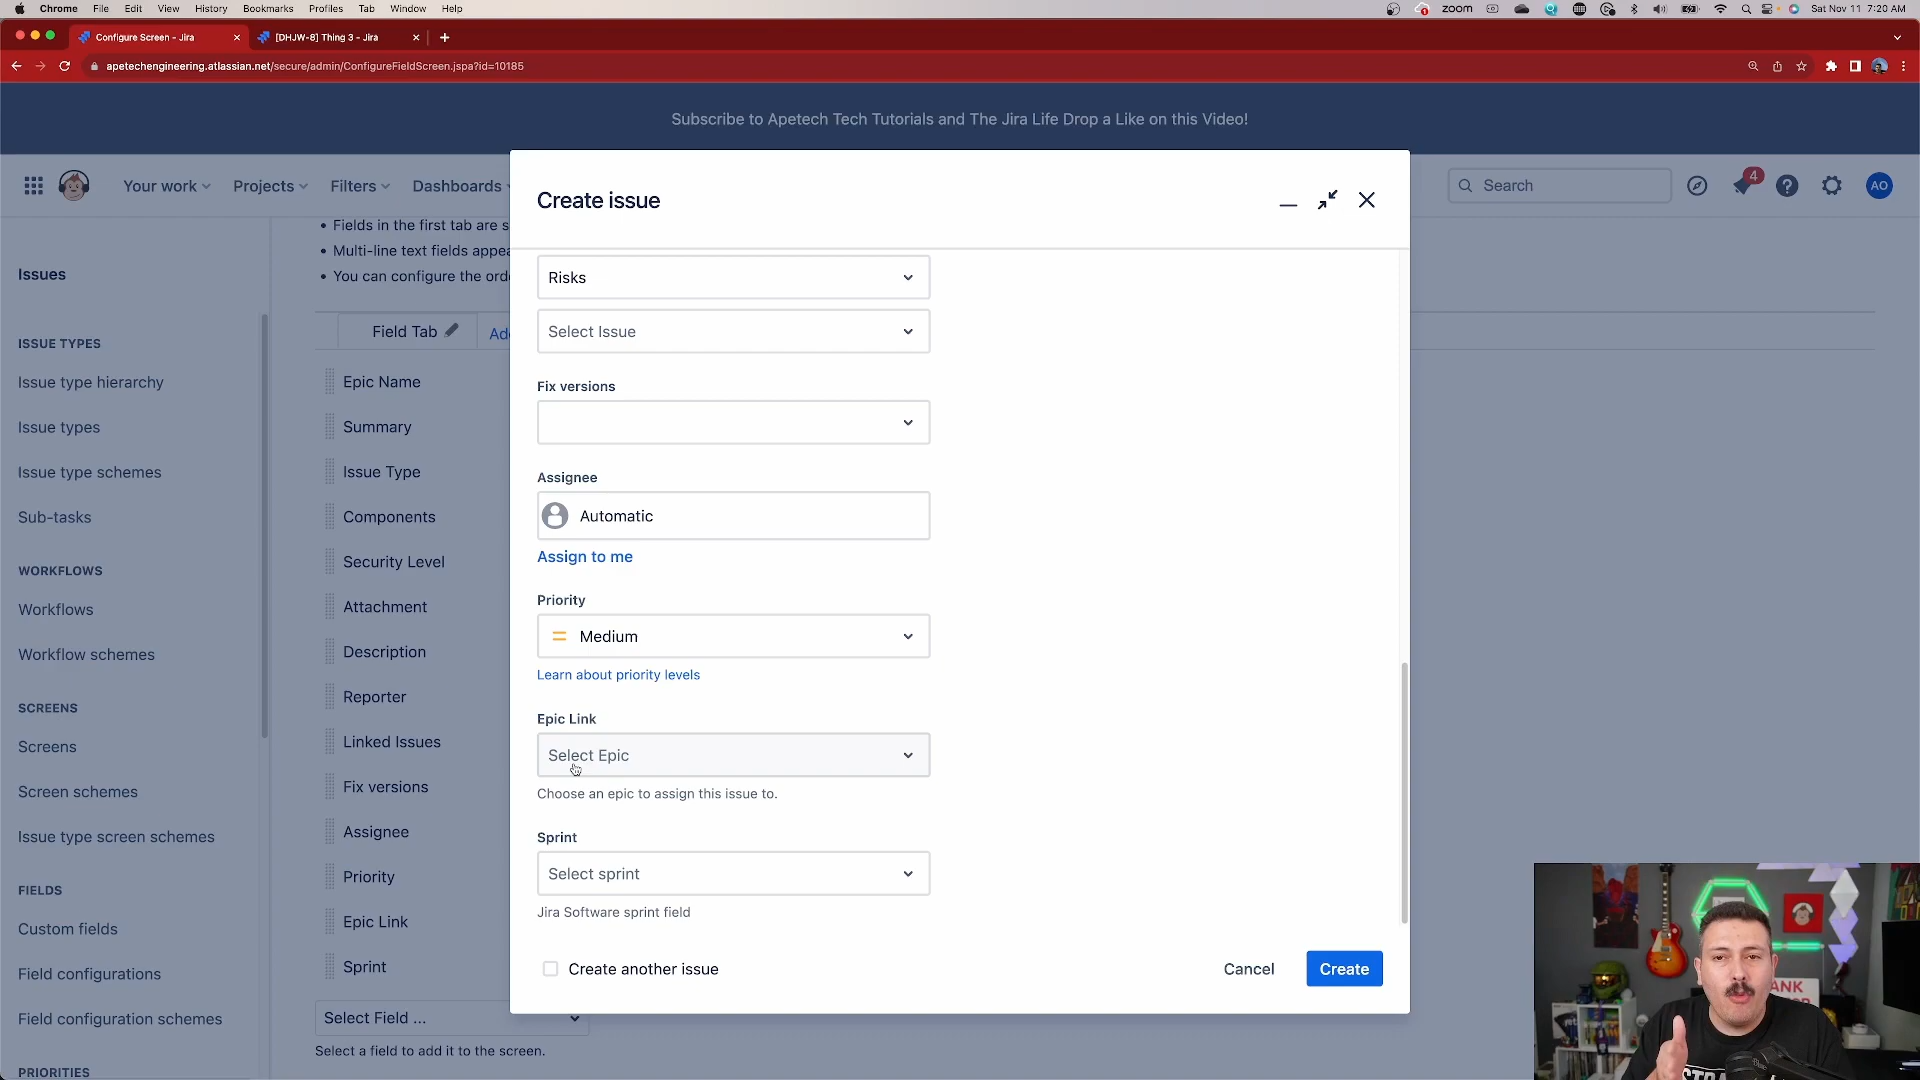 Chrome File Edit View History Bookmarks Profiles Tab Window Help
zoom
Sat Nov 11 7:20 AM
Configure Screen - Jira
[DHJW-8] Thing 3 - Jira
apetechengineering.atlassian.net/secure/admin/ConfigureFieldScreen.jspa?id=10185
Subscribe to Apetech Tech Tutorials and The Jira Life Drop a Like on this Video!
Your work Projects Filters Dashboards
Search
4
AO
Create issue
• Fields in the first tab are s
• Multi-line text fields appea
• You can configure the ord
Issues
Field Tab
ISSUE TYPES
Issue type hierarchy
Issue types
Issue type schemes
Sub-tasks
WORKFLOWS
Workflows
Workflow schemes
SCREENS
Screens
Screen schemes
Issue type screen schemes
FIELDS
Custom fields
Field configurations
Field configuration schemes
PRIORITIES
Epic Name
Summary
Issue Type
Components
Security Level
Attachment
Description
Reporter
Linked Issues
Fix versions
Assignee
Priority
Epic Link
Sprint
Select Field ...
Select a field to add it to the screen.
Risks
Select Issue
Fix versions
Assignee
Automatic
Assign to me
Priority
Medium
Learn about priority levels
Epic Link
Select Epic
Choose an epic to assign this issue to.
Sprint
Select sprint
Jira Software sprint field
Create another issue
Cancel
Create